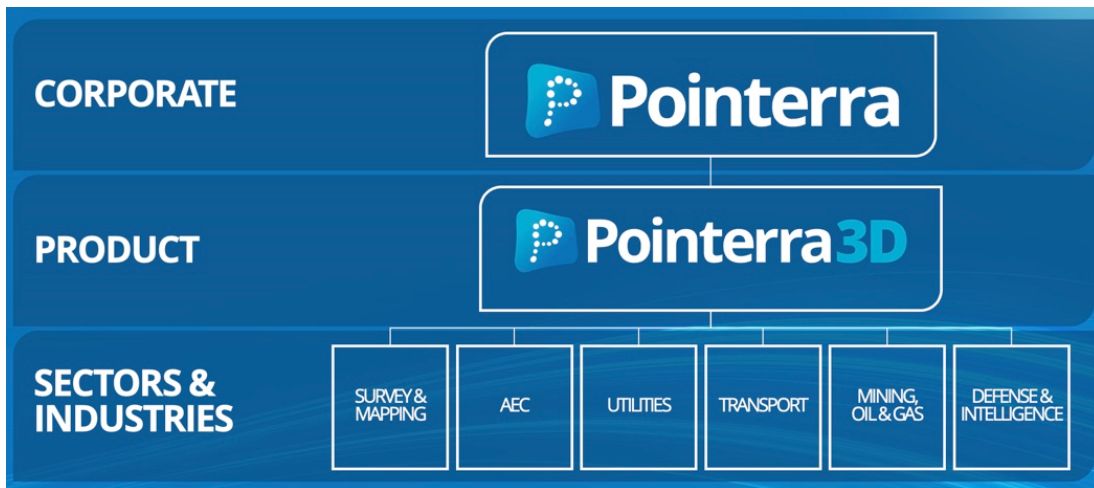 CORPORATE
Pointerra
PRODUCT
Pointerra3D
SECTORS &
INDUSTRIES
SURVEY &
MAPPING
AEC
UTILITIES
TRANSPORT
MINING,
OIL & GAS
DEFENSE &
INTELLIGENCE